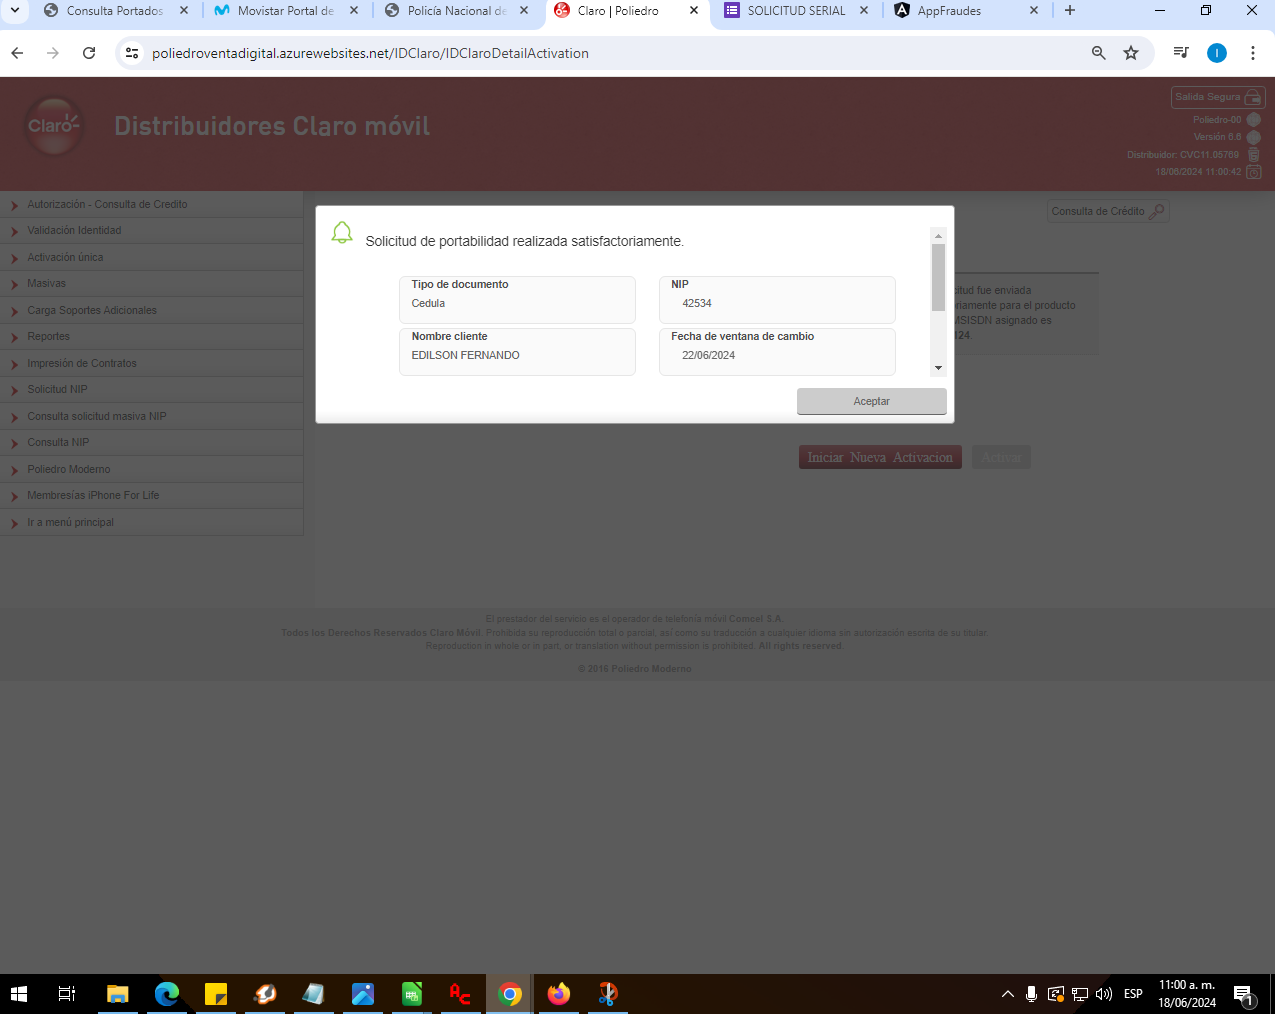 Consulta Portados
Movistar Portal de
Policía Nacional de
Claro | Poliedro
SOLICITUD SERIAL
AppFraudes
poliedroventadigital.azurewebsites.net/IDClaro/IDClaroDetailActivation
I
Claro
Distribuidores Claro móvil
Salida Segura
Poliedro-00
Versión 6.6
Distribuidor: CVC11.05769
18/06/2024 11:00:42
Autorización - Consulta de Credito
Validación Identidad
Activación única
Masivas
Carga Soportes Adicionales
Reportes
Impresión de Contratos
Solicitud NIP
Consulta solicitud masiva NIP
Consulta NIP
Poliedro Moderno
Membresías iPhone For Life
Ir a menú principal
Consulta de Crédito
Solicitud de portabilidad realizada satisfactoriamente.
Tipo de documento
Cedula
NIP
42534
Nombre cliente
EDILSON FERNANDO
Fecha de ventana de cambio
22/06/2024
Aceptar
citud fue enviada
oriamente para el producto
MSISDN asignado es
124.
Iniciar Nueva Activacion
Activar
El prestador del servicio es el operador de telefonía móvil Comcel S.A.
Todos los Derechos Reservados Claro Móvil. Prohibida su reproducción total o parcial, así como su traducción a cualquier idioma sin autorización escrita de su titular.
Reproduction in whole or in part, or translation without permission is prohibited. All rights reserved.
© 2016 Poliedro Moderno
ESP
11:00 a. m.
18/06/2024
1